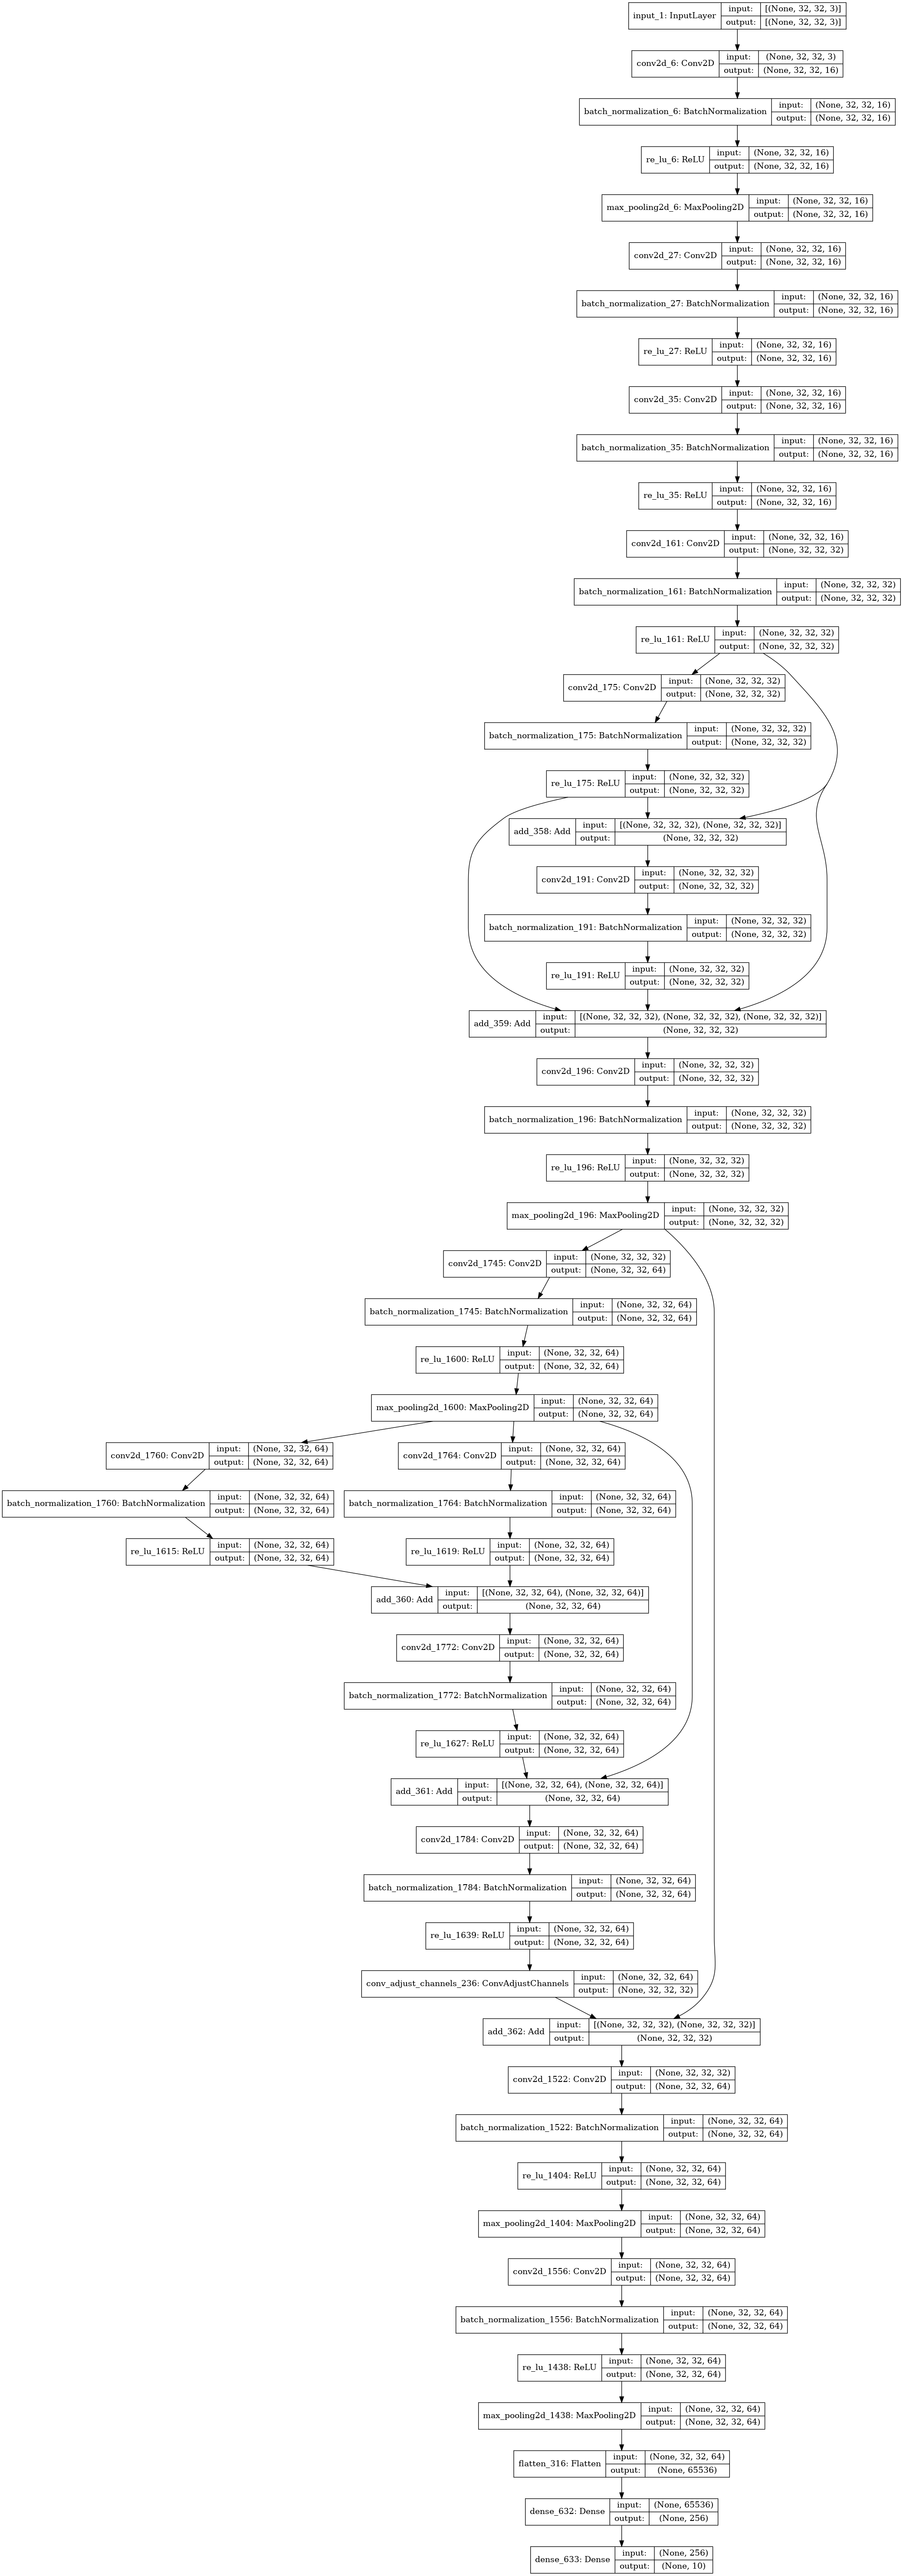 input_1: InputLayer input: [(None, 32, 32, 3)]
output: [(None, 32, 32, 3)]
conv2d_6: Conv2D input: (None, 32, 32, 3)
output: (None, 32, 32, 16)
batch_normalization_6: BatchNormalization input: (None, 32, 32, 16)
output: (None, 32, 32, 16)
re_lu_6: ReLU input: (None, 32, 32, 16)
output: (None, 32, 32, 16)
max_pooling2d_6: MaxPooling2D input: (None, 32, 32, 16)
output: (None, 32, 32, 16)
conv2d_27: Conv2D input: (None, 32, 32, 16)
output: (None, 32, 32, 16)
batch_normalization_27: BatchNormalization input: (None, 32, 32, 16)
output: (None, 32, 32, 16)
re_lu_27: ReLU input: (None, 32, 32, 16)
output: (None, 32, 32, 16)
conv2d_35: Conv2D input: (None, 32, 32, 16)
output: (None, 32, 32, 16)
batch_normalization_35: BatchNormalization input: (None, 32, 32, 16)
output: (None, 32, 32, 16)
re_lu_35: ReLU input: (None, 32, 32, 16)
output: (None, 32, 32, 16)
conv2d_161: Conv2D input: (None, 32, 32, 16)
output: (None, 32, 32, 32)
batch_normalization_161: BatchNormalization input: (None, 32, 32, 32)
output: (None, 32, 32, 32)
re_lu_161: ReLU input: (None, 32, 32, 32)
output: (None, 32, 32, 32)
conv2d_175: Conv2D input: (None, 32, 32, 32)
output: (None, 32, 32, 32)
batch_normalization_175: BatchNormalization input: (None, 32, 32, 32)
output: (None, 32, 32, 32)
re_lu_175: ReLU input: (None, 32, 32, 32)
output: (None, 32, 32, 32)
add_358: Add input: [(None, 32, 32, 32), (None, 32, 32, 32)]
output: (None, 32, 32, 32)
conv2d_191: Conv2D input: (None, 32, 32, 32)
output: (None, 32, 32, 32)
batch_normalization_191: BatchNormalization input: (None, 32, 32, 32)
output: (None, 32, 32, 32)
re_lu_191: ReLU input: (None, 32, 32, 32)
output: (None, 32, 32, 32)
add_359: Add input: [(None, 32, 32, 32), (None, 32, 32, 32), (None, 32, 32, 32)]
output: (None, 32, 32, 32)
conv2d_196: Conv2D input: (None, 32, 32, 32)
output: (None, 32, 32, 32)
batch_normalization_196: BatchNormalization input: (None, 32, 32, 32)
output: (None, 32, 32, 32)
re_lu_196: ReLU input: (None, 32, 32, 32)
output: (None, 32, 32, 32)
max_pooling2d_196: MaxPooling2D input: (None, 32, 32, 32)
output: (None, 32, 32, 32)
conv2d_1745: Conv2D input: (None, 32, 32, 32)
output: (None, 32, 32, 64)
batch_normalization_1745: BatchNormalization input: (None, 32, 32, 64)
output: (None, 32, 32, 64)
re_lu_1600: ReLU input: (None, 32, 32, 64)
output: (None, 32, 32, 64)
max_pooling2d_1600: MaxPooling2D input: (None, 32, 32, 64)
output: (None, 32, 32, 64)
conv2d_1760: Conv2D input: (None, 32, 32, 64)
output: (None, 32, 32, 64)
conv2d_1764: Conv2D input: (None, 32, 32, 64)
output: (None, 32, 32, 64)
batch_normalization_1760: BatchNormalization input: (None, 32, 32, 64)
output: (None, 32, 32, 64)
batch_normalization_1764: BatchNormalization input: (None, 32, 32, 64)
output: (None, 32, 32, 64)
re_lu_1615: ReLU input: (None, 32, 32, 64)
output: (None, 32, 32, 64)
re_lu_1619: ReLU input: (None, 32, 32, 64)
output: (None, 32, 32, 64)
add_360: Add input: [(None, 32, 32, 64), (None, 32, 32, 64)]
output: (None, 32, 32, 64)
conv2d_1772: Conv2D input: (None, 32, 32, 64)
output: (None, 32, 32, 64)
batch_normalization_1772: BatchNormalization input: (None, 32, 32, 64)
output: (None, 32, 32, 64)
re_lu_1627: ReLU input: (None, 32, 32, 64)
output: (None, 32, 32, 64)
add_361: Add input: [(None, 32, 32, 64), (None, 32, 32, 64)]
output: (None, 32, 32, 64)
conv2d_1784: Conv2D input: (None, 32, 32, 64)
output: (None, 32, 32, 64)
batch_normalization_1784: BatchNormalization input: (None, 32, 32, 64)
output: (None, 32, 32, 64)
re_lu_1639: ReLU input: (None, 32, 32, 64)
output: (None, 32, 32, 64)
conv_adjust_channels_236: ConvAdjustChannels input: (None, 32, 32, 64)
output: (None, 32, 32, 32)
add_362: Add input: [(None, 32, 32, 32), (None, 32, 32, 32)]
output: (None, 32, 32, 32)
conv2d_1522: Conv2D input: (None, 32, 32, 32)
output: (None, 32, 32, 64)
batch_normalization_1522: BatchNormalization input: (None, 32, 32, 64)
output: (None, 32, 32, 64)
re_lu_1404: ReLU input: (None, 32, 32, 64)
output: (None, 32, 32, 64)
max_pooling2d_1404: MaxPooling2D input: (None, 32, 32, 64)
output: (None, 32, 32, 64)
conv2d_1556: Conv2D input: (None, 32, 32, 64)
output: (None, 32, 32, 64)
batch_normalization_1556: BatchNormalization input: (None, 32, 32, 64)
output: (None, 32, 32, 64)
re_lu_1438: ReLU input: (None, 32, 32, 64)
output: (None, 32, 32, 64)
max_pooling2d_1438: MaxPooling2D input: (None, 32, 32, 64)
output: (None, 32, 32, 64)
flatten_316: Flatten input: (None, 32, 32, 64)
output: (None, 65536)
dense_632: Dense input: (None, 65536)
output: (None, 256)
dense_633: Dense input: (None, 256)
output: (None, 10)